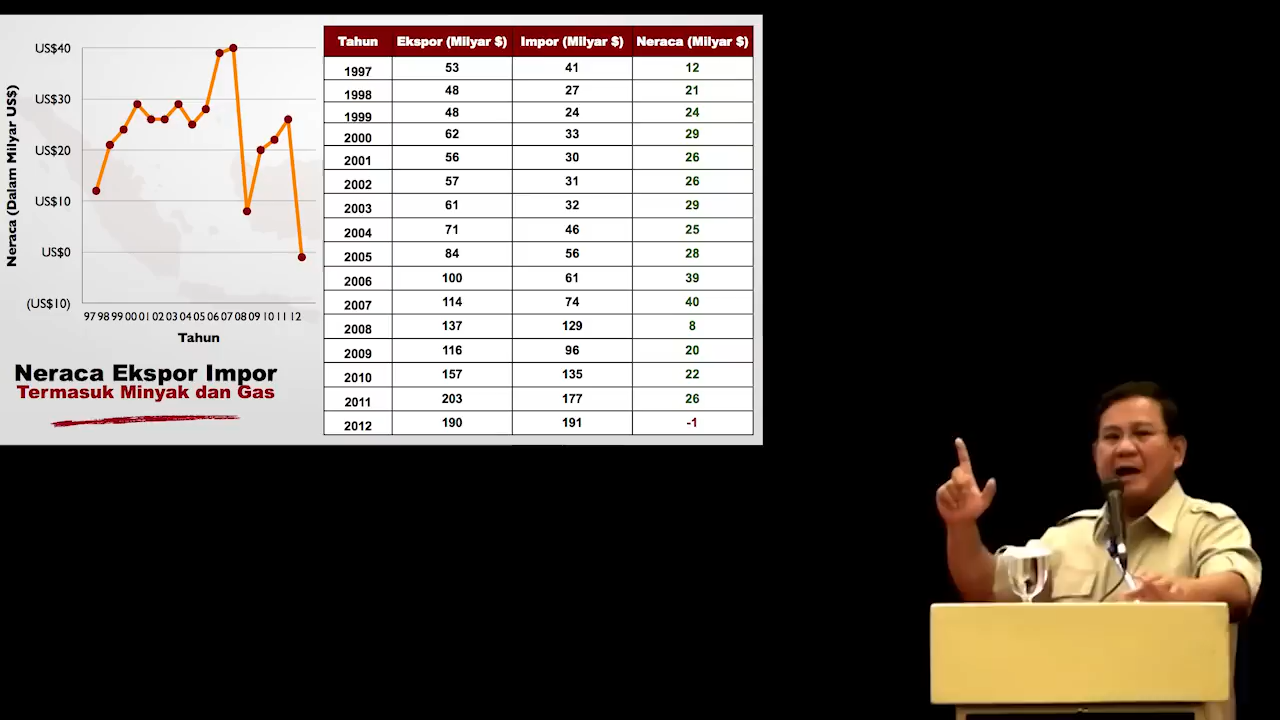 US$40
US$30
US$20
US$10
US$0
(US$10)
Neraca (Dalam Milyar US$)
97 98 99 00 01 02 03 04 05 06 07 08 09 10 11 12
Tahun
Neraca Ekspor Impor
Termasuk Minyak dan Gas
Tahun Ekspor (Milyar $) Impor (Milyar $) Neraca (Milyar $)
1997 53 41 12
1998 48 27 21
1999 48 24 24
2000 62 33 29
2001 56 30 26
2002 57 31 26
2003 61 32 29
2004 71 46 25
2005 84 56 28
2006 100 61 39
2007 114 74 40
2008 137 129 8
2009 116 96 20
2010 157 135 22
2011 203 177 26
2012 190 191 -1